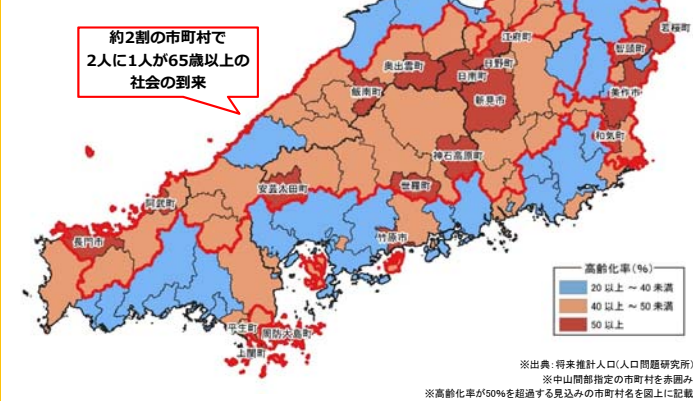 約2割の市町村で
2人に1人が65歳以上の
社会の到来
若桜町
江府町
智頭町
日野町
奥出雲町
日南町
飯南町
新見市
美作市
和気町
神石高原町
安芸太田町
世羅町
阿武町
長門市
竹原市
平生町
周防大島町
上関町
高齢化率(%)
20 以上 ~ 40 未満
40 以上 ~ 50 未満
50 以上
※出典:将来推計人口(人口問題研究所)
※中山間部指定の市町村を赤囲み
※高齢化率が50%を超過する見込みの市町村名を図上に記載